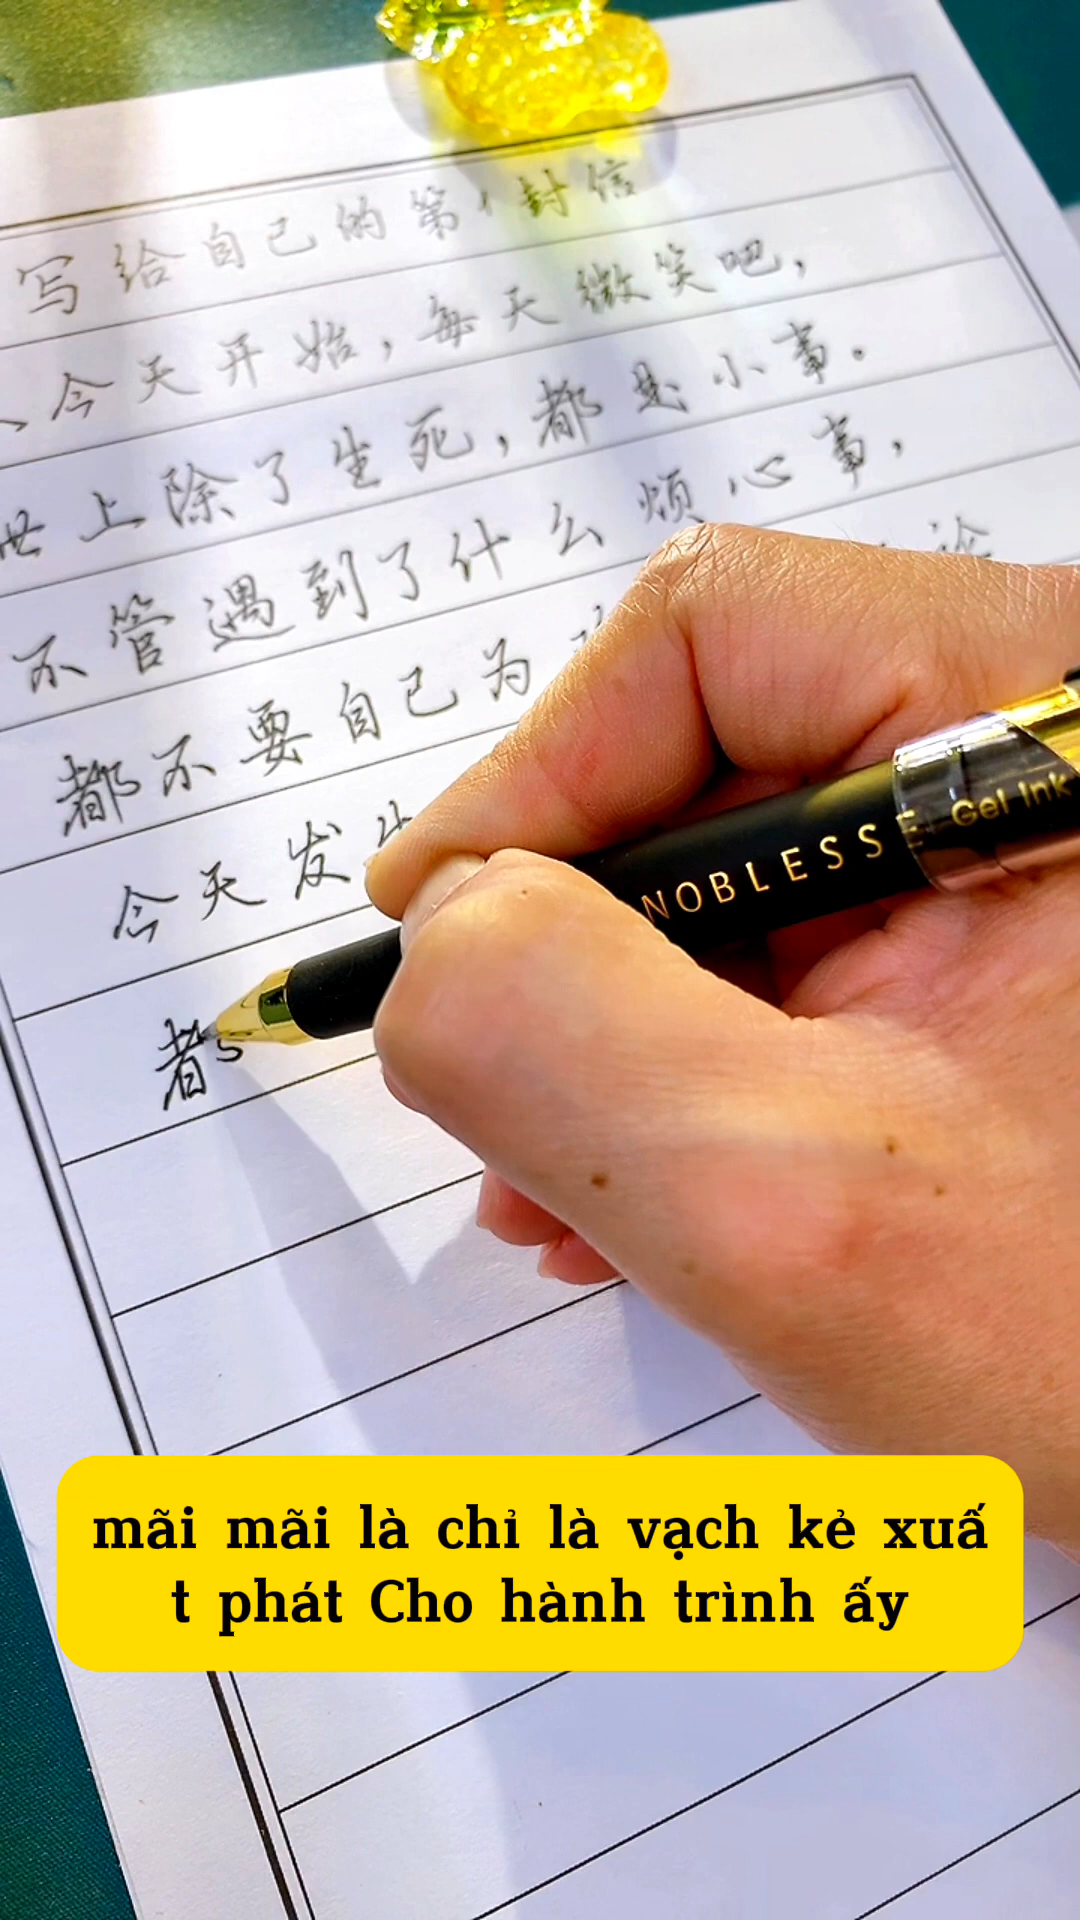 写给自己的第1封信
今天开始,每天微笑吧,
世上除了生死,都是小事。
不管遇到了什么烦心事,
论
都不要自己为
今天发生
都
NOBLESSE Gel Ink
mãi mãi là chỉ là vạch kẻ xuấ
t phát Cho hành trình ấy